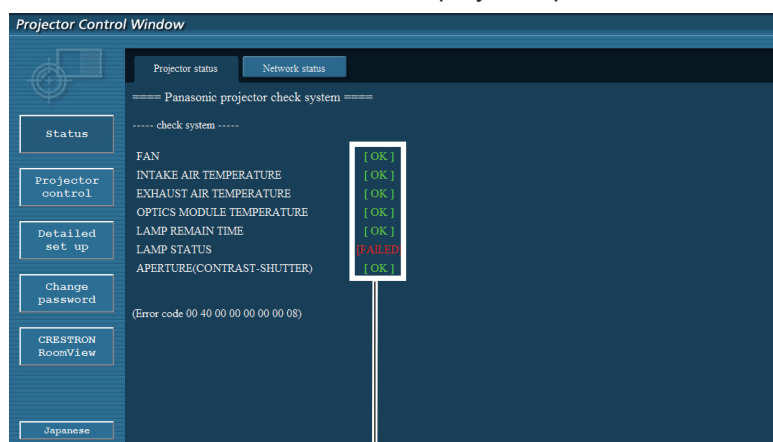 Projector Control Window
Projector status
Network status
==== Panasonic projector check system ====
----- check system -----
FAN [ OK ]
INTAKE AIR TEMPERATURE [ OK ]
EXHAUST AIR TEMPERATURE [ OK ]
OPTICS MODULE TEMPERATURE [ OK ]
LAMP REMAIN TIME [ OK ]
LAMP STATUS [FAILED]
APERTURE(CONTRAST-SHUTTER) [ OK ]
(Error code 00 40 00 00 00 00 00 08)
Status
Projector
control
Detailed
set up
Change
password
CRESTRON
RoomView
Japanese